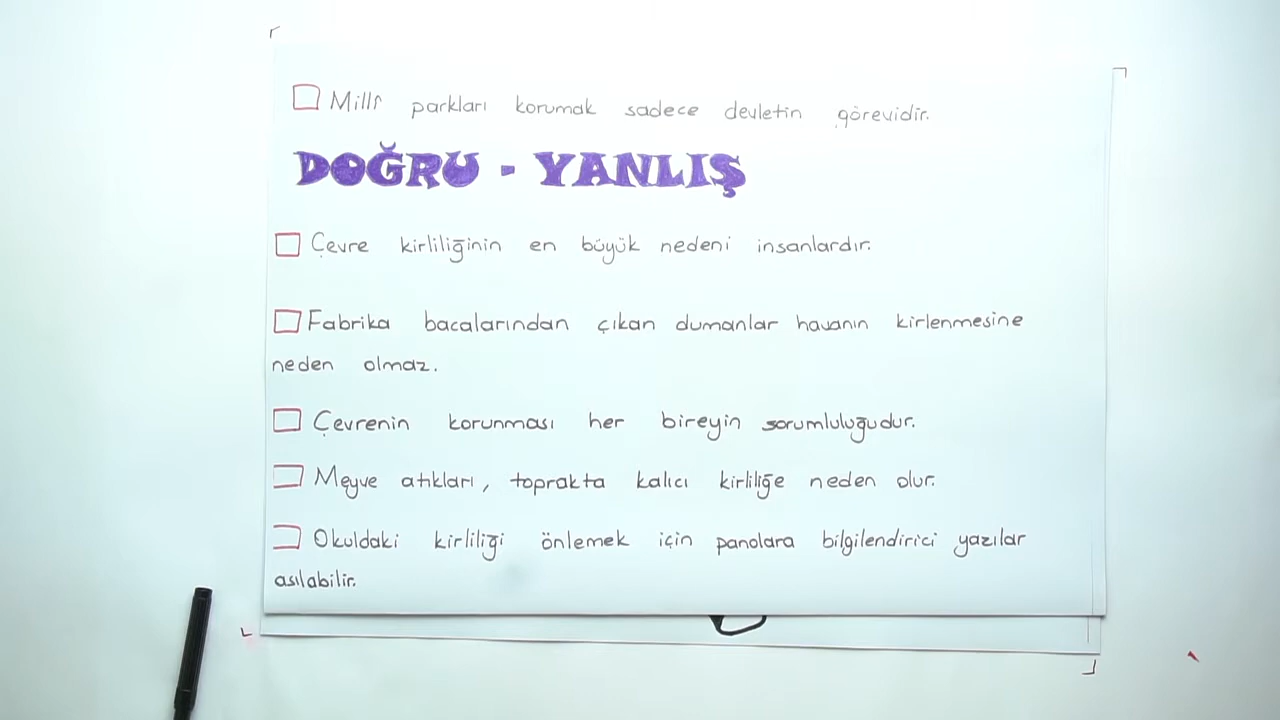 Milli parkları korumak sadece devletin görevidir.
DOĞRU - YANLIŞ
Çevre kirliliğinin en büyük nedeni insanlardır.
Fabrika bacalarından çıkan dumanlar havanın kirlenmesine
neden olmaz.
Çevrenin korunması her bireyin sorumluluğudur.
Meyve atıkları, toprakta kalıcı kirliliğe neden olur.
Okuldaki kirliliği önlemek için panolara bilgilendirici yazılar
asılabilir.